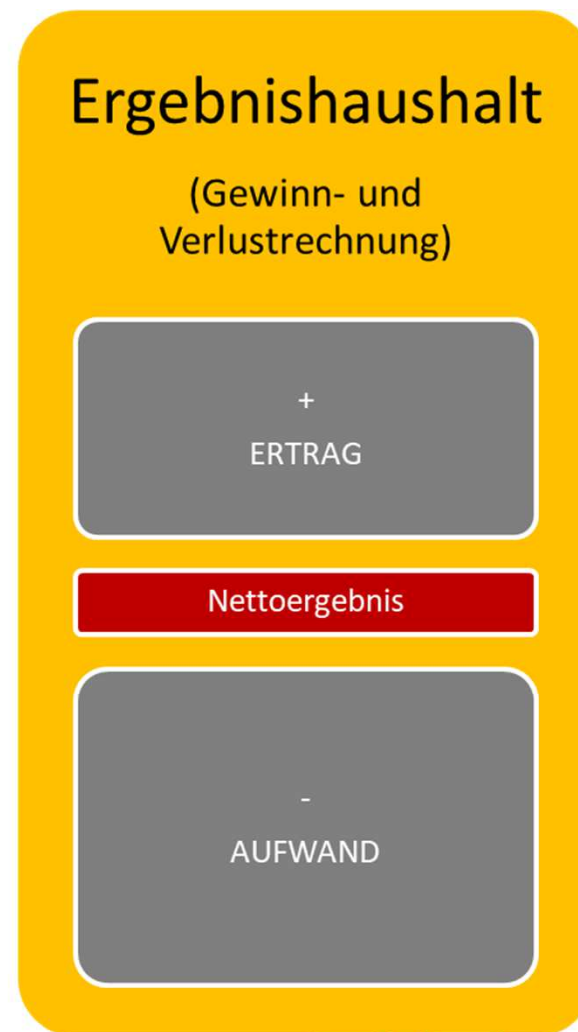 Ergebnishaushalt
(Gewinn- und
Verlustrechnung)
+
ERTRAG
Nettoergebnis
-
AUFWAND